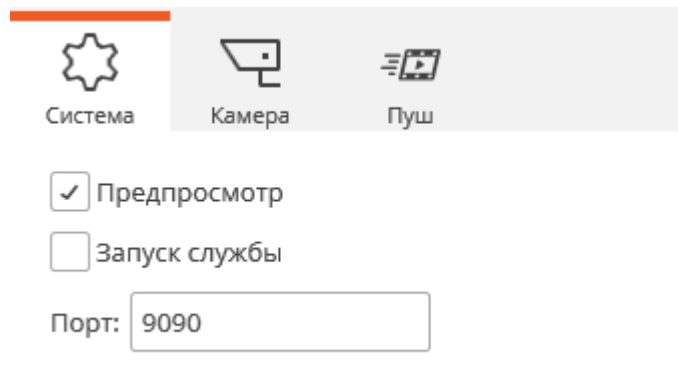 Система Камера Пуш
Предпросмотр
Запуск службы
Порт: 9090